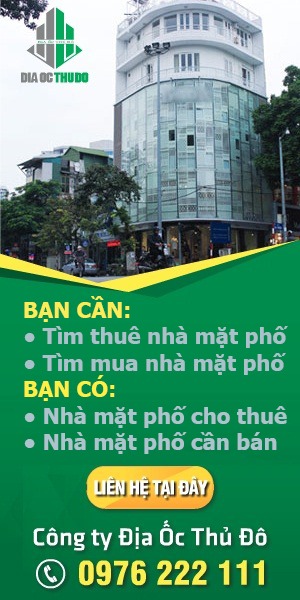 ĐỊA ỐC THỦ ĐÔ
BẠN CẦN:
● Tìm thuê nhà mặt phố
● Tìm mua nhà mặt phố
BẠN CÓ:
● Nhà mặt phố cho thuê
● Nhà mặt phố cần bán
LIÊN HỆ TẠI ĐÂY
Công ty Địa Ốc Thủ Đô
0976 222 111